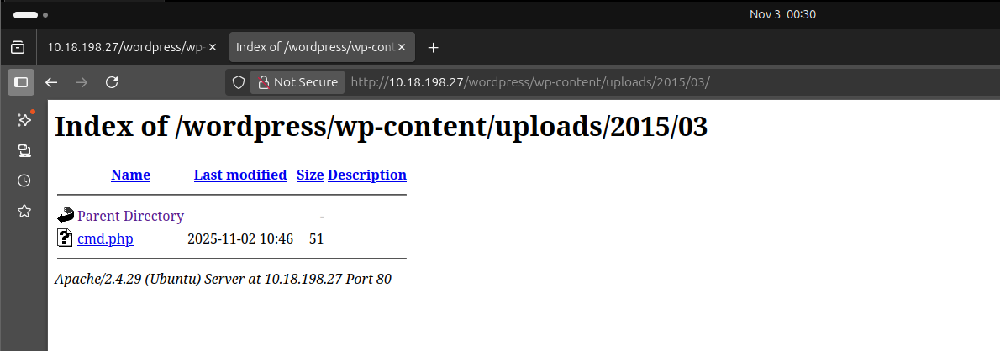 Nov 3 00:30
10.18.198.27/wordpress/wp-
Index of /wordpress/wp-cont
Not Secure http://10.18.198.27/wordpress/wp-content/uploads/2015/03/
Index of /wordpress/wp-content/uploads/2015/03
Name Last modified Size Description
Parent Directory -
cmd.php 2025-11-02 10:46 51
Apache/2.4.29 (Ubuntu) Server at 10.18.198.27 Port 80